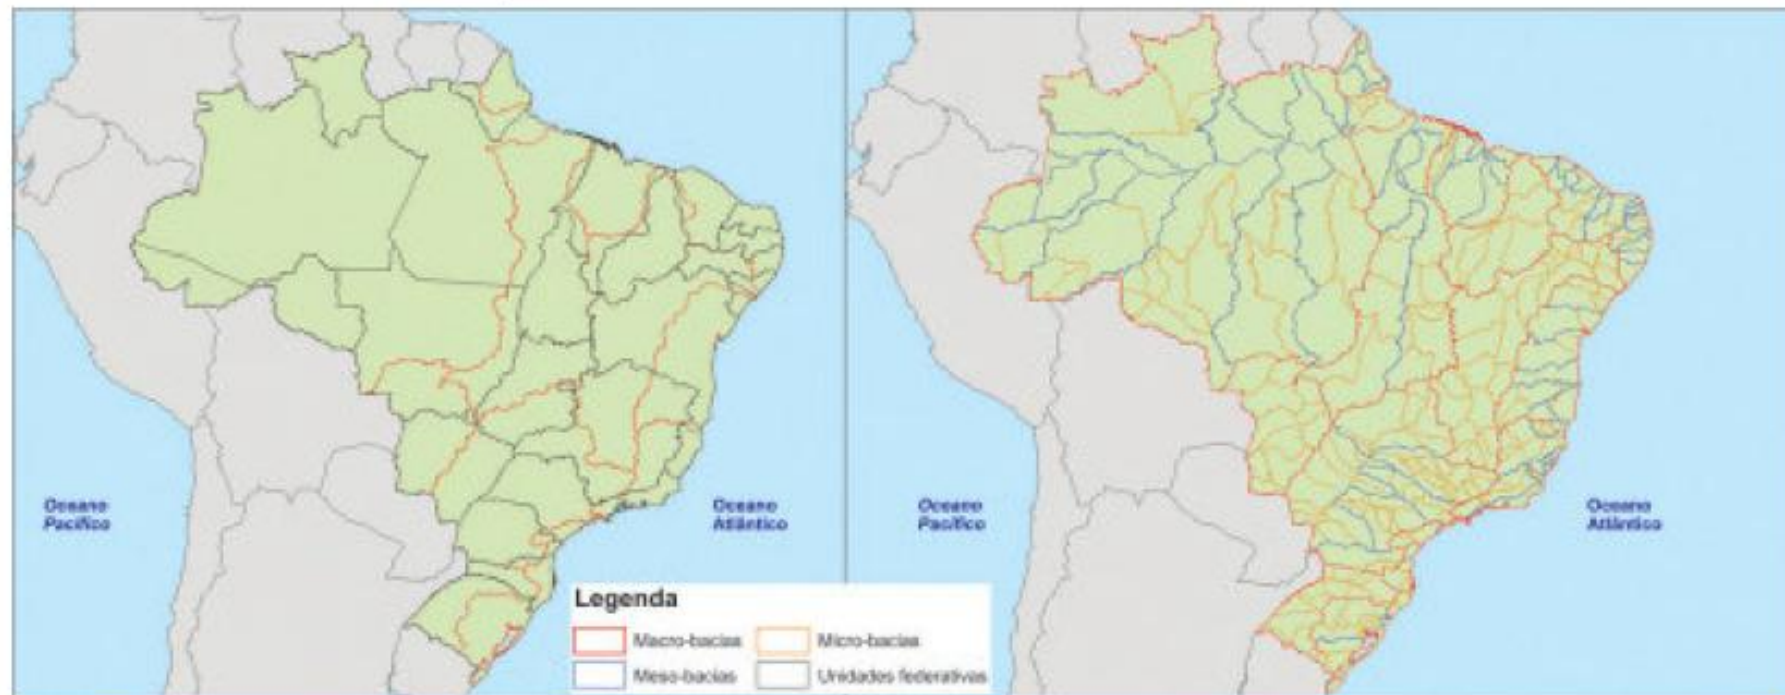 Oceano
Pacífico
Oceano
Atlântico
Oceano
Pacífico
Oceano
Atlântico
Legenda
Macro-bacias
Micro-bacias
Meso-bacias
Unidades federativas